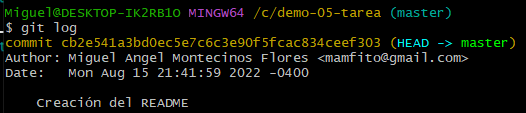 Miguel@DESKTOP-IK2RB1O MINGW64 /c/demo-05-tarea (master)
$ git log
commit cb2e541a3bd0ec5e7c6c3e90f5fcac834ceef303 (HEAD -> master)
Author: Miguel Angel Montecinos Flores <mamfito@gmail.com>
Date:   Mon Aug 15 21:41:59 2022 -0400
    Creación del README